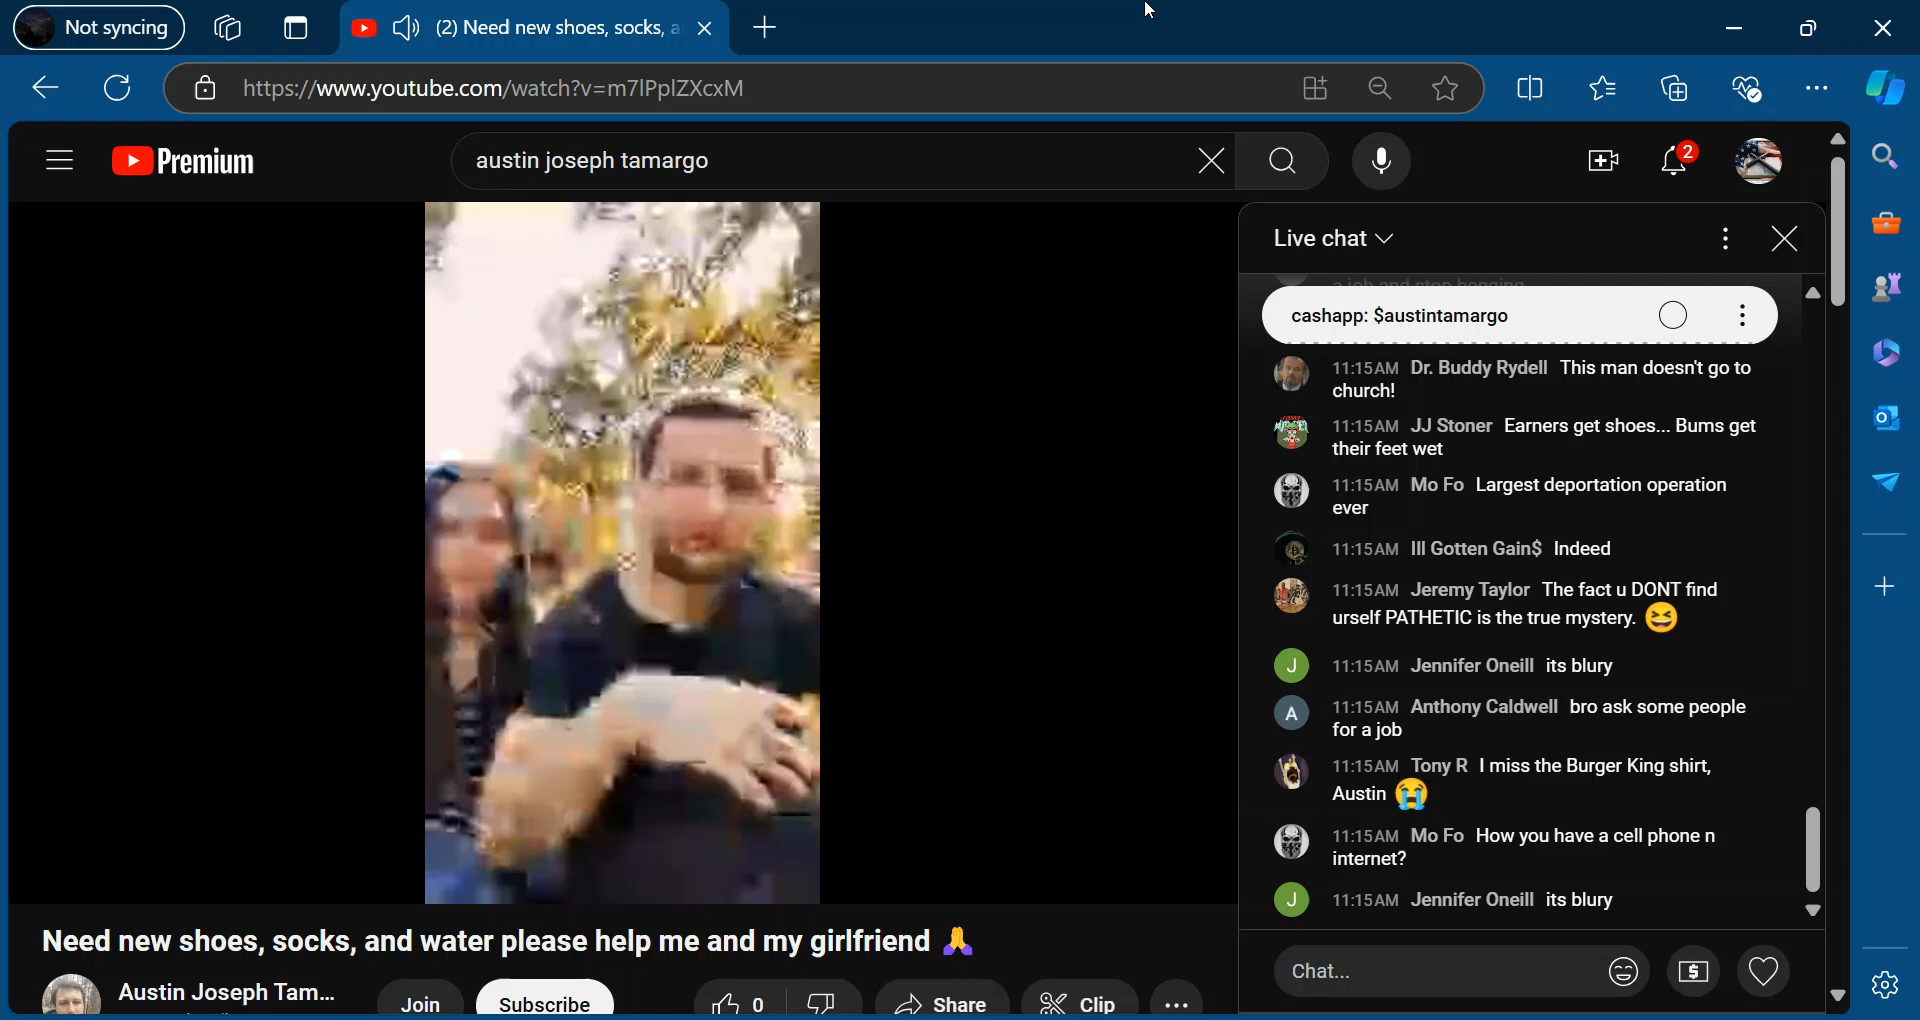 Not syncing
(2) Need new shoes, socks, a
https://www.youtube.com/watch?v=m7lPplZXcxM
Premium
austin joseph tamargo
2
Live chat
a job and stop begging
cashapp: $austintamargo
11:15AM Dr. Buddy Rydell This man doesn't go to
church!
11:15AM JJ Stoner Earners get shoes... Bums get
their feet wet
11:15AM Mo Fo Largest deportation operation
ever
11:15AM Ill Gotten Gain$ Indeed
11:15AM Jeremy Taylor The fact u DONT find
urself PATHETIC is the true mystery. 😆
J 11:15AM Jennifer Oneill its blury
A 11:15AM Anthony Caldwell bro ask some people
for a job
11:15AM Tony R I miss the Burger King shirt,
Austin 😭
11:15AM Mo Fo How you have a cell phone n
internet?
J 11:15AM Jennifer Oneill its blury
Chat...
Need new shoes, socks, and water please help me and my girlfriend 🙏
Austin Joseph Tam...
Join
Subscribe
0
Share
Clip